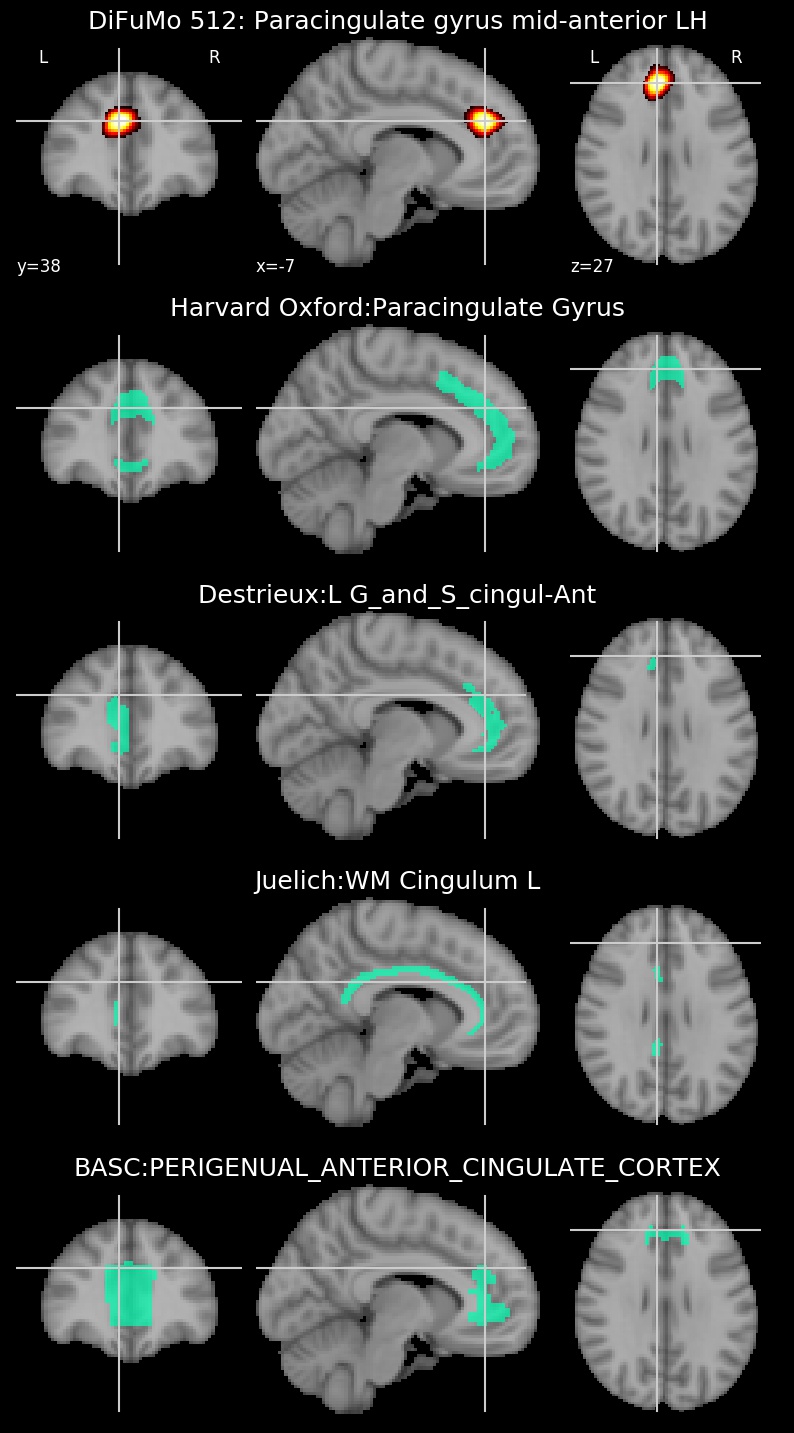 DiFuMo 512: Paracingulate gyrus mid-anterior LH
L R L R
y=38 x=-7 z=27
Harvard Oxford:Paracingulate Gyrus
Destrieux:L G_and_S_cingul-Ant
Juelich:WM Cingulum L
BASC:PERIGENUAL_ANTERIOR_CINGULATE_CORTEX